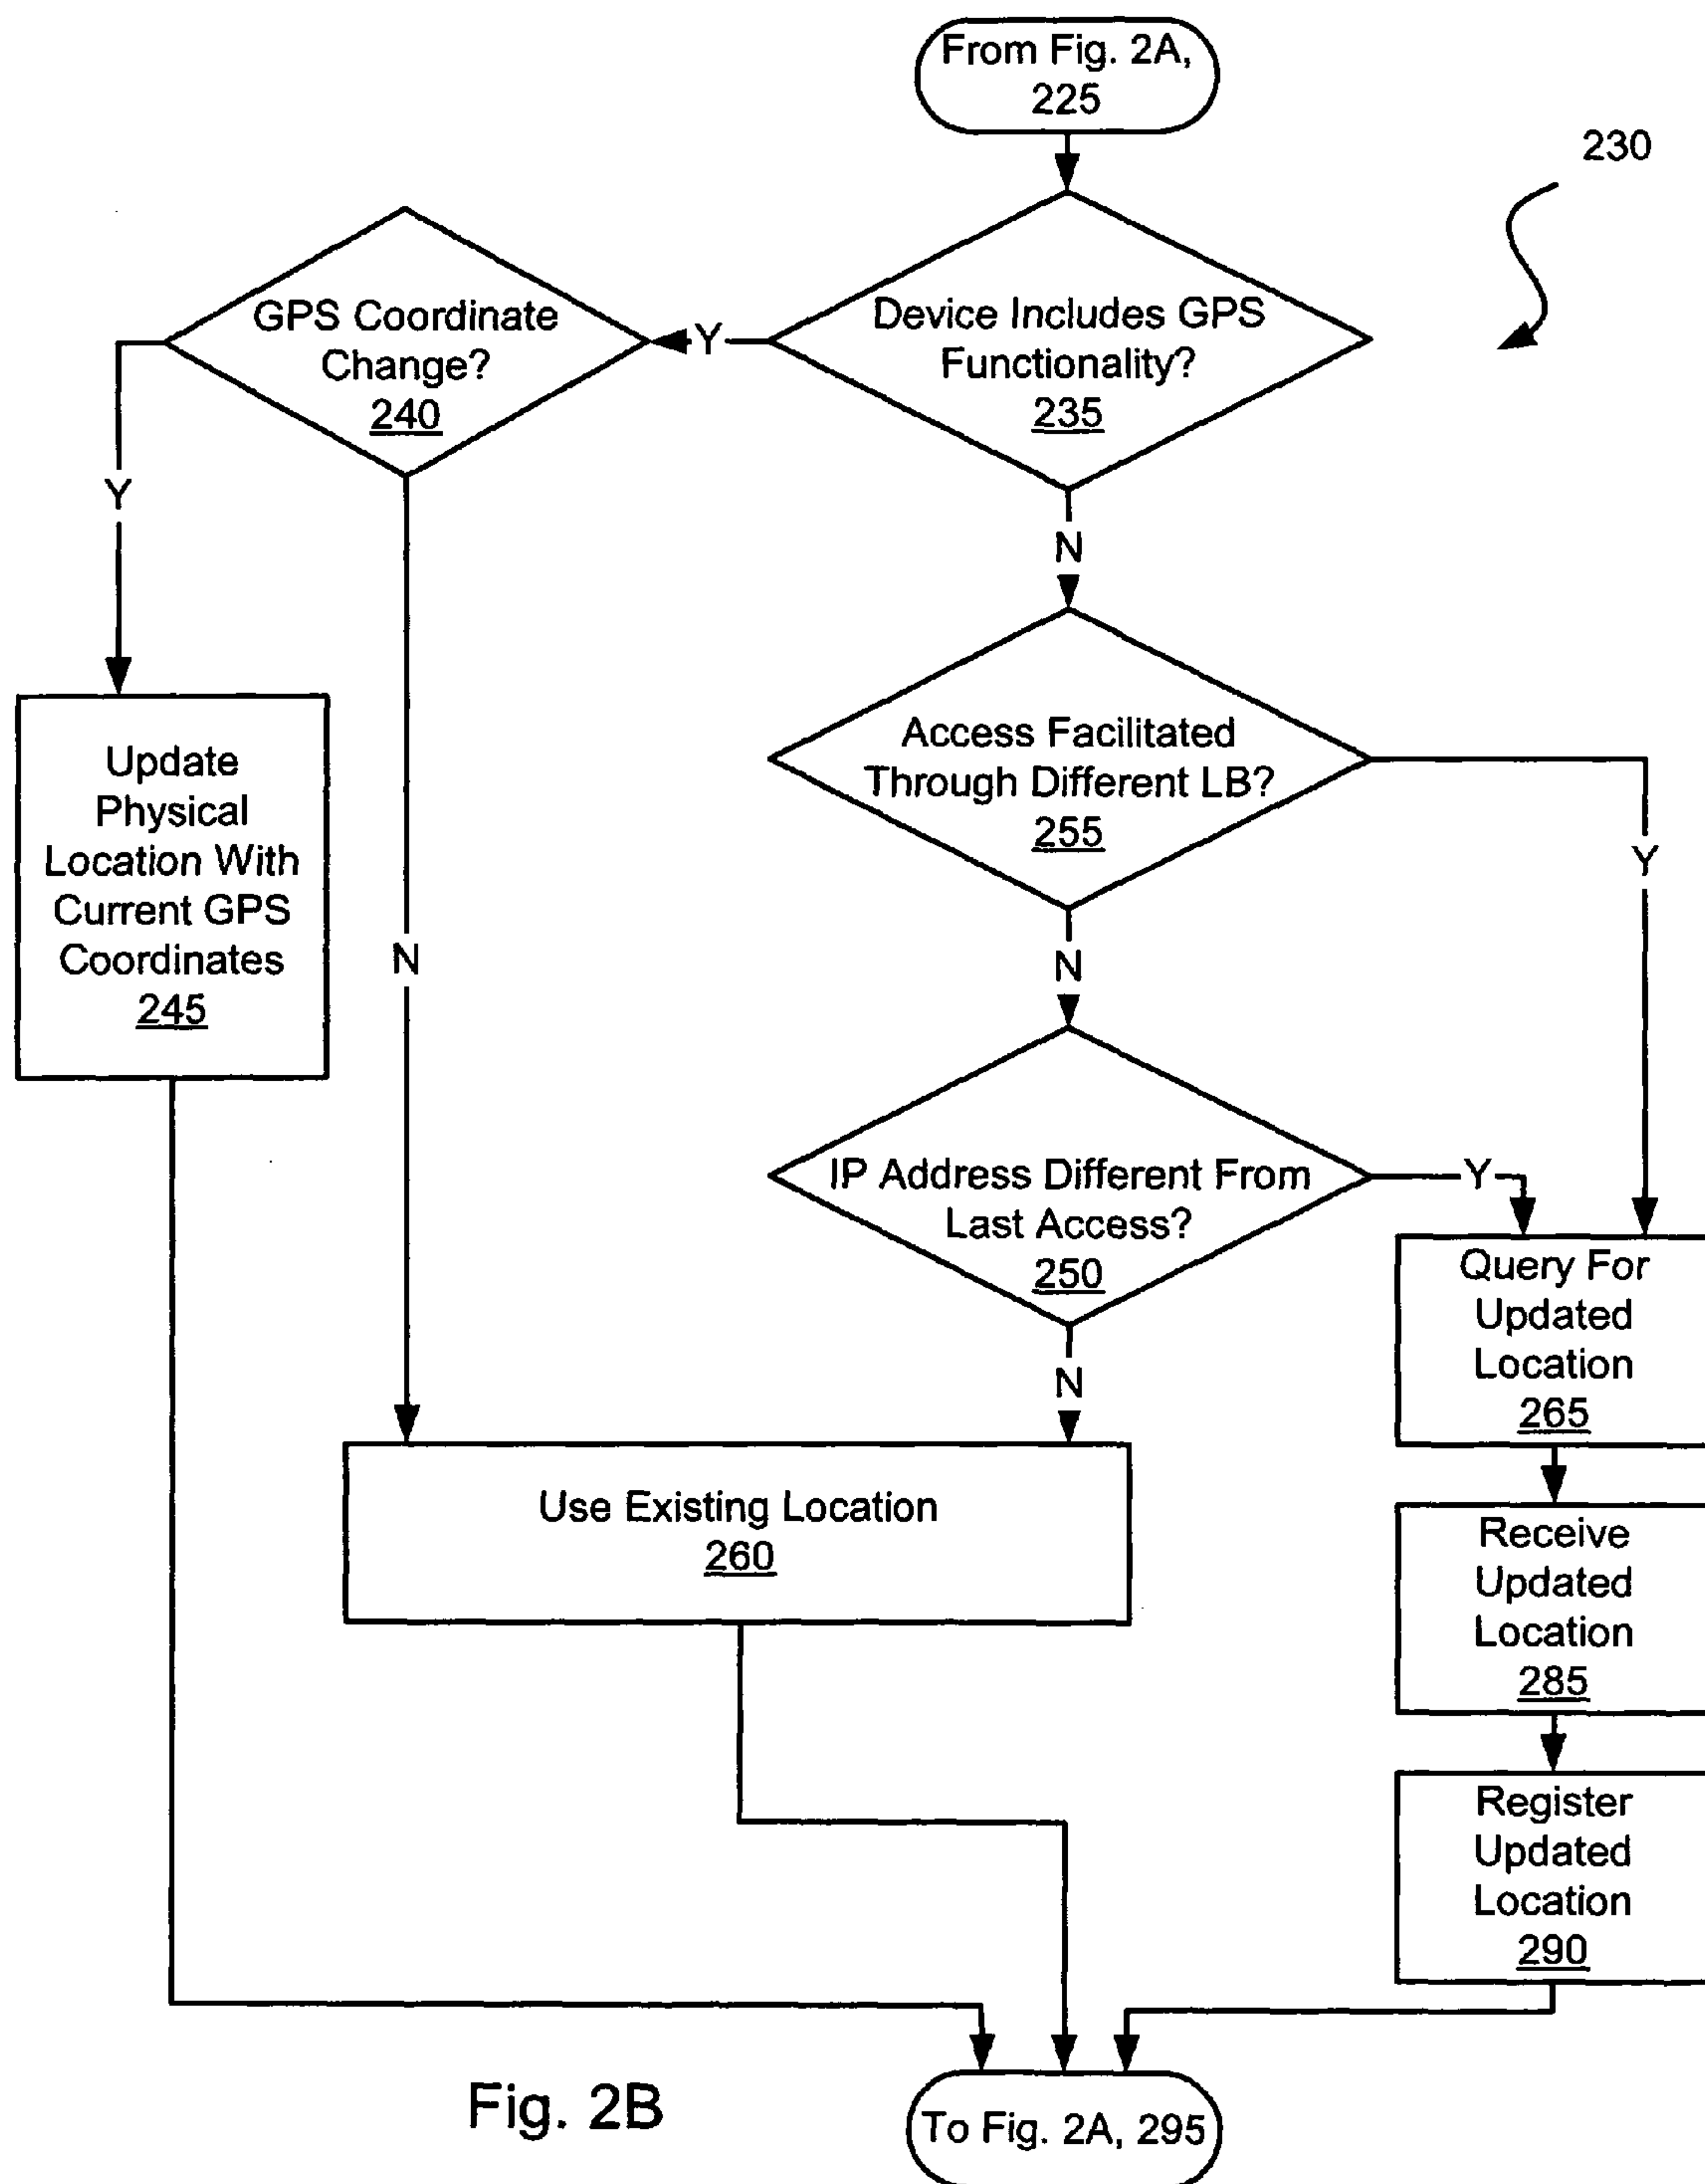 From Fig. 2A,
225
230
Device Includes GPS
Functionality?
235
Y
GPS Coordinate
Change?
240
Y
N
N
Update
Physical
Location With
Current GPS
Coordinates
245
Access Facilitated
Through Different LB?
255
Y
N
IP Address Different From
Last Access?
250
Y
N
Query For
Updated
Location
265
Use Existing Location
260
Receive
Updated
Location
285
Register
Updated
Location
290
Fig. 2B
To Fig. 2A, 295